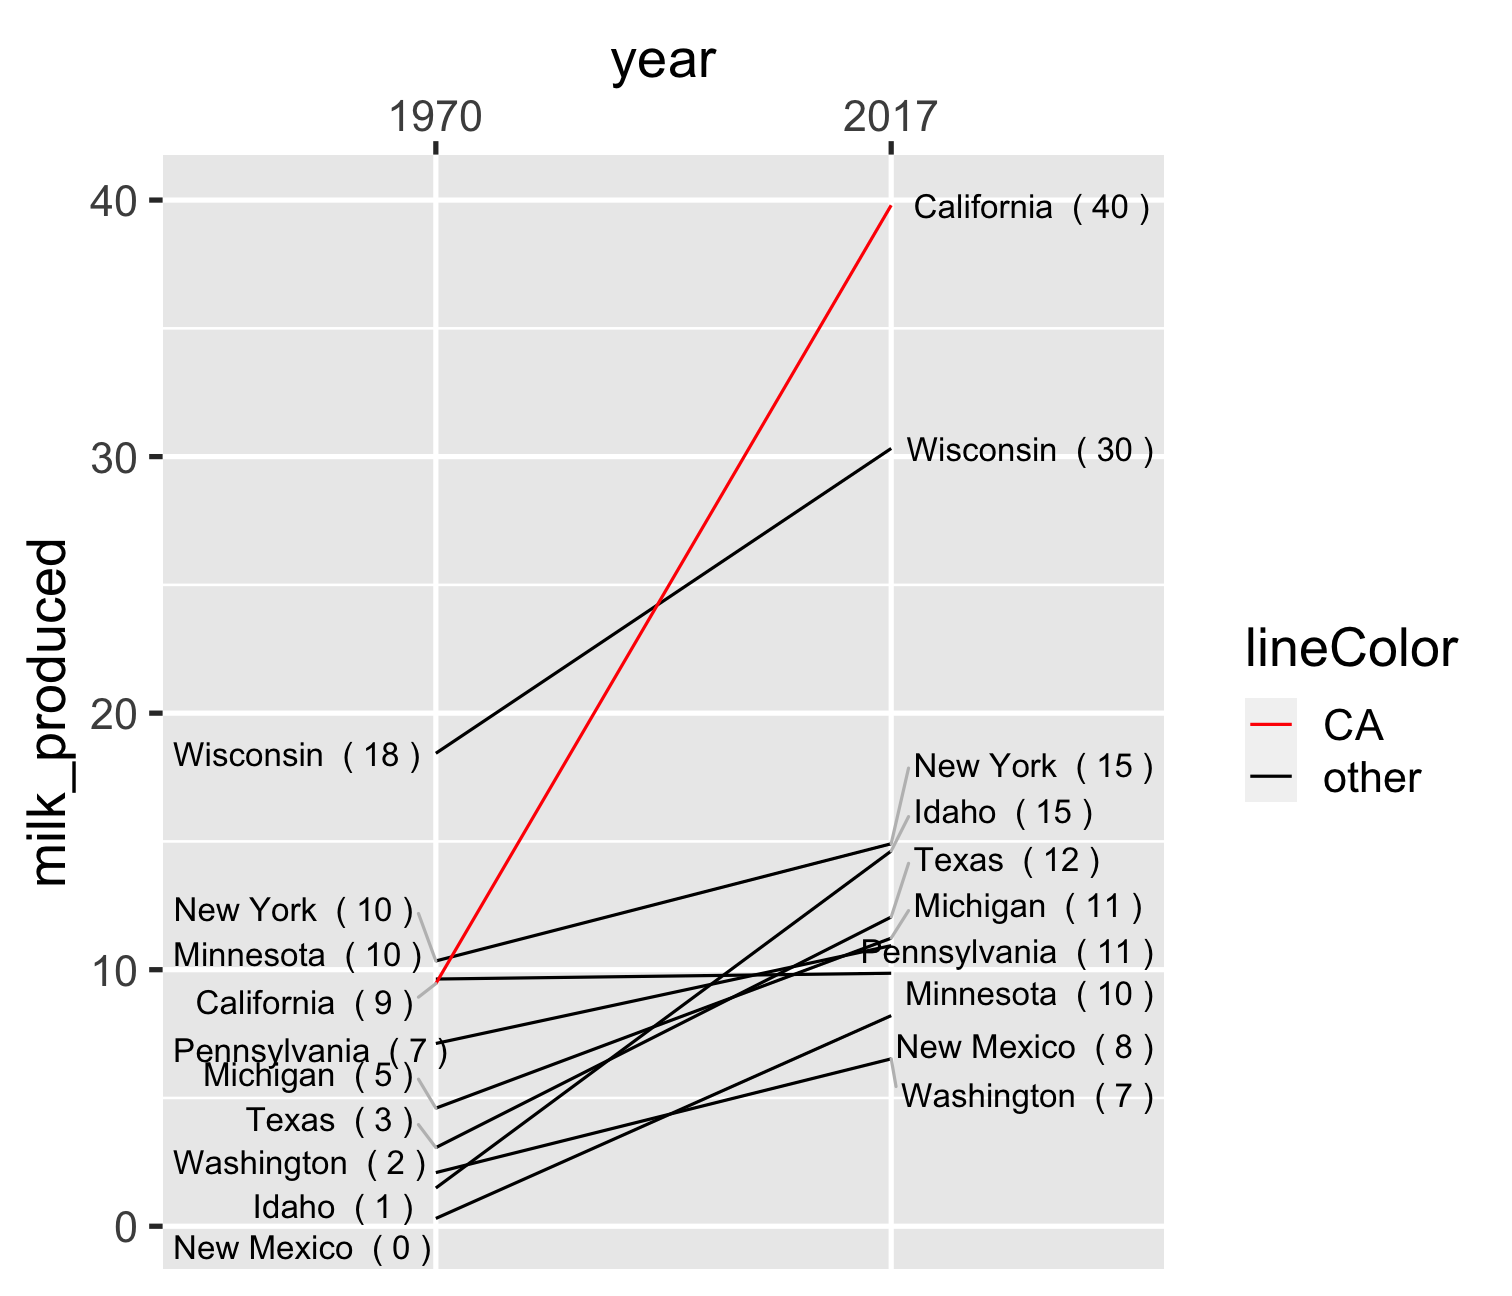 year
1970 2017
40
30
20
10
0
milk_produced
California ( 40 )
Wisconsin ( 30 )
Wisconsin ( 18 )
New York ( 15 )
Idaho ( 15 )
Texas ( 12 )
Michigan ( 11 )
Pennsylvania ( 11 )
Minnesota ( 10 )
New Mexico ( 8 )
Washington ( 7 )
New York ( 10 )
Minnesota ( 10 )
California ( 9 )
Pennsylvania ( 7 )
Michigan ( 5 )
Texas ( 3 )
Washington ( 2 )
Idaho ( 1 )
New Mexico ( 0 )
lineColor
CA
other